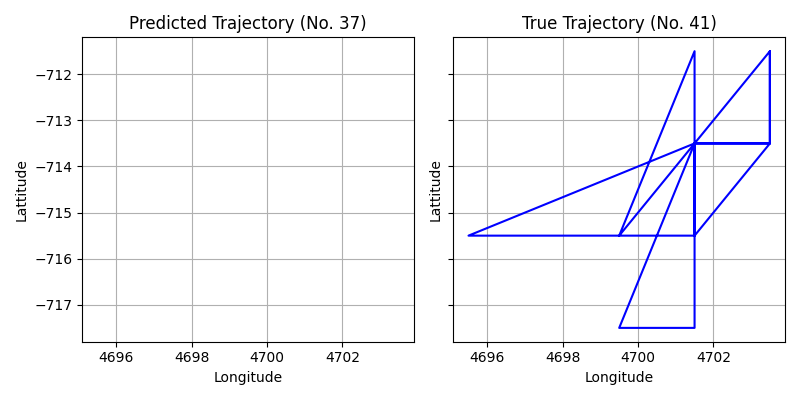 Predicted Trajectory (No. 37)
True Trajectory (No. 41)
−712
−713
−714
−715
−716
−717
Lattitude
Lattitude
4696 4698 4700 4702
4696 4698 4700 4702
Longitude
Longitude